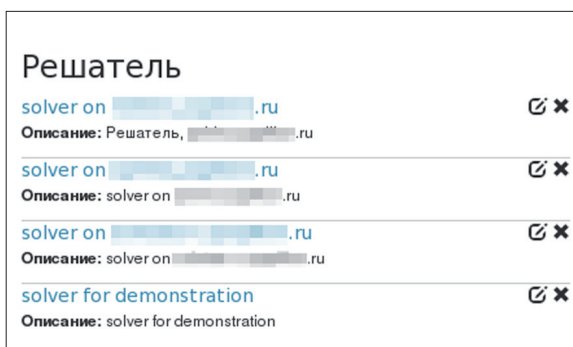 Решатель
solver on .ru
Описание: Решатель, .ru
solver on .ru
Описание: solver on .ru
solver on .ru
Описание: solver on .ru
solver for demonstration
Описание: solver for demonstration